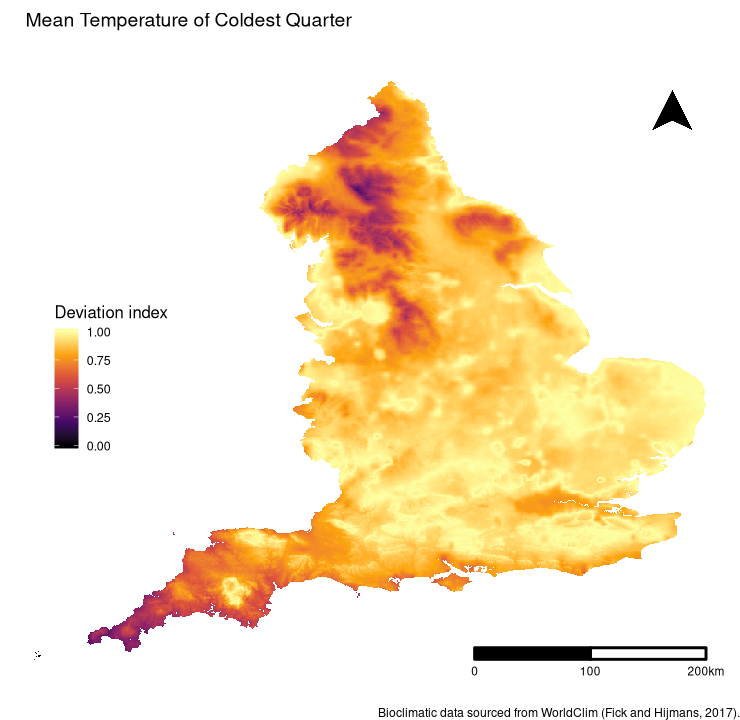 Mean Temperature of Coldest Quarter
Deviation index
1.00
0.75
0.50
0.25
0.00
0 100 200km
Bioclimatic data sourced from WorldClim (Fick and Hijmans, 2017).